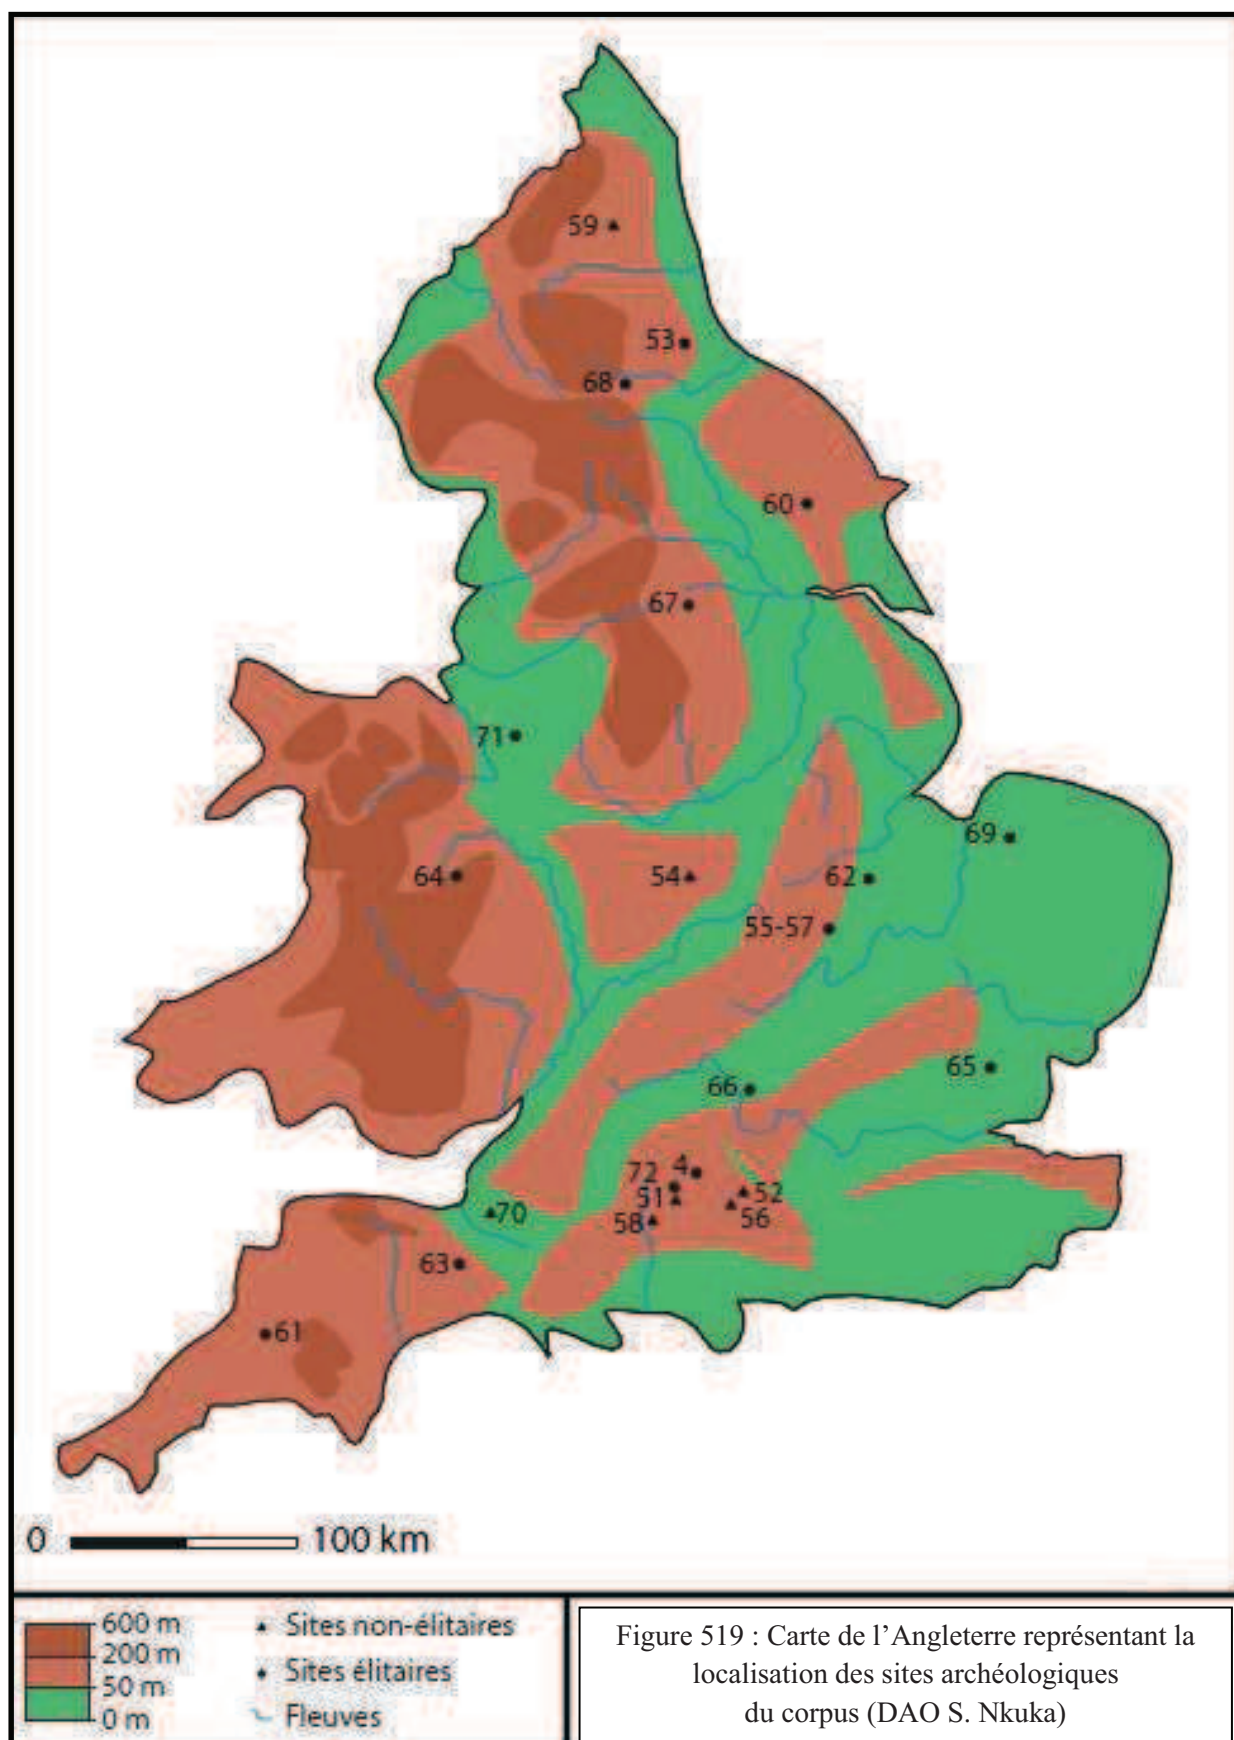 59
53
68
60
67
71
69
64
54
62
55-57
65
66
4
72
51
52
56
58
70
63
61
0 100 km
600 m
200 m
50 m
0 m
Sites non-élitaires
Sites élitaires
Fleuves
Figure 519 : Carte de l’Angleterre représentant la
localisation des sites archéologiques
du corpus (DAO S. Nkuka)